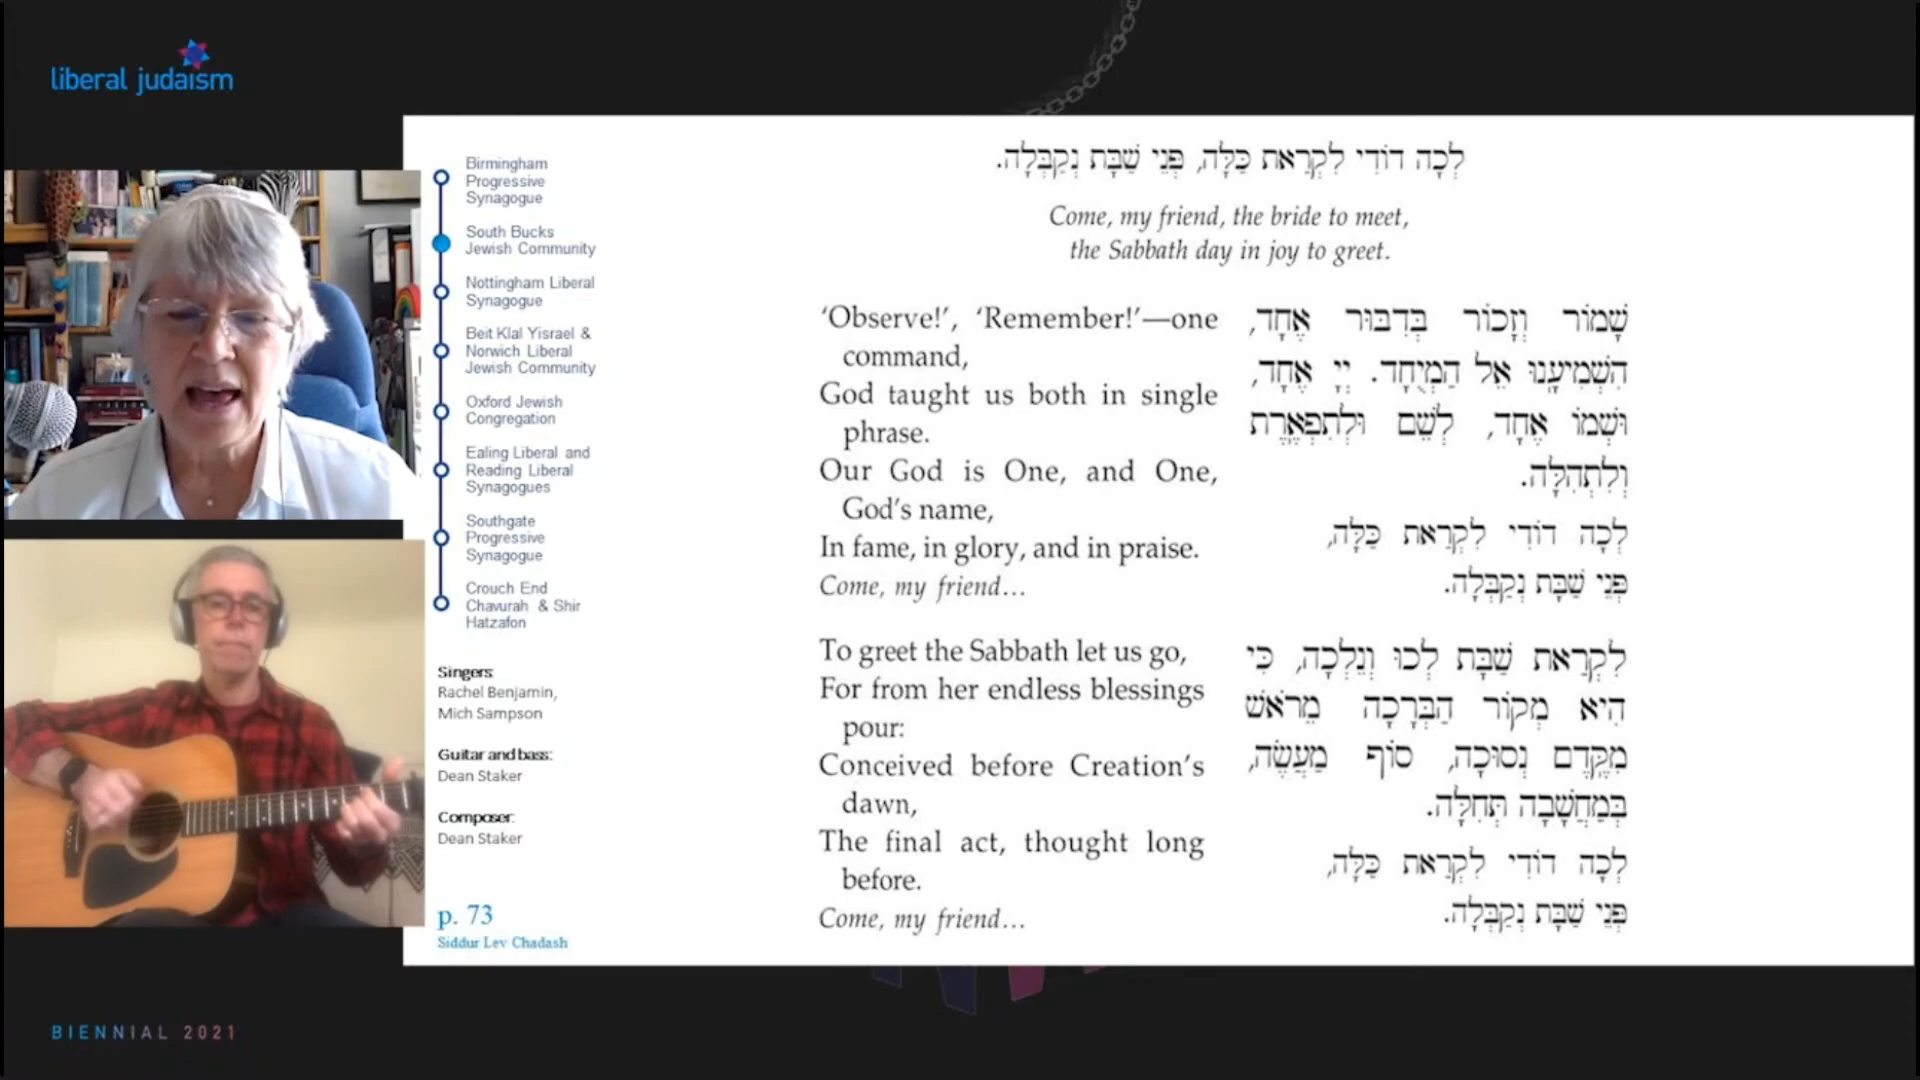 liberal judaism
Birmingham
Progressive
Synagogue
South Bucks
Jewish Community
Nottingham Liberal
Synagogue
Beit Klal Yisrael &
Norwich Liberal
Jewish Community
Oxford Jewish
Congregation
Ealing Liberal and
Reading Liberal
Synagogues
Southgate
Progressive
Synagogue
Crouch End
Chavurah & Shir
Hatzafon
Singers:
Rachel Benjamin,
Mich Sampson
Guitar and bass:
Dean Staker
Composer:
Dean Staker
p. 73
Siddur Lev Chadash
לְכָה דוֹדִי לִקְרַאת כַּלָּה, פְּנֵי שַׁבָּת נְקַבְּלָה.
Come, my friend, the bride to meet,
the Sabbath day in joy to greet.
‘Observe!’, ‘Remember!’—one
command,
God taught us both in single
phrase.
Our God is One, and One,
God’s name,
In fame, in glory, and in praise.
Come, my friend…
שָׁמוֹר וְזָכוֹר בְּדִבּוּר אֶחָד,
הִשְׁמִיעָֽנוּ אֵל הַמְיֻחָד. יְיָ אֶחָד,
וּשְׁמוֹ אֶחָד, לְשֵׁם וּלְתִפְאֶֽרֶת
וְלִתְהִלָּה.
לְכָה דוֹדִי לִקְרַאת כַּלָּה,
פְּנֵי שַׁבָּת נְקַבְּלָה.
To greet the Sabbath let us go,
For from her endless blessings
pour:
Conceived before Creation’s
dawn,
The final act, thought long
before.
Come, my friend…
לִקְרַאת שַׁבָּת לְכוּ וְנֵלְכָה, כִּי
הִיא מְקוֹר הַבְּרָכָה מֵרֹאשׁ
מִקֶּֽדֶם נְסוּכָה, סוֹף מַעֲשֶׂה,
בְּמַחֲשָׁבָה תְּחִלָּה.
לְכָה דוֹדִי לִקְרַאת כַּלָּה,
פְּנֵי שַׁבָּת נְקַבְּלָה.
BIENNIAL 2021